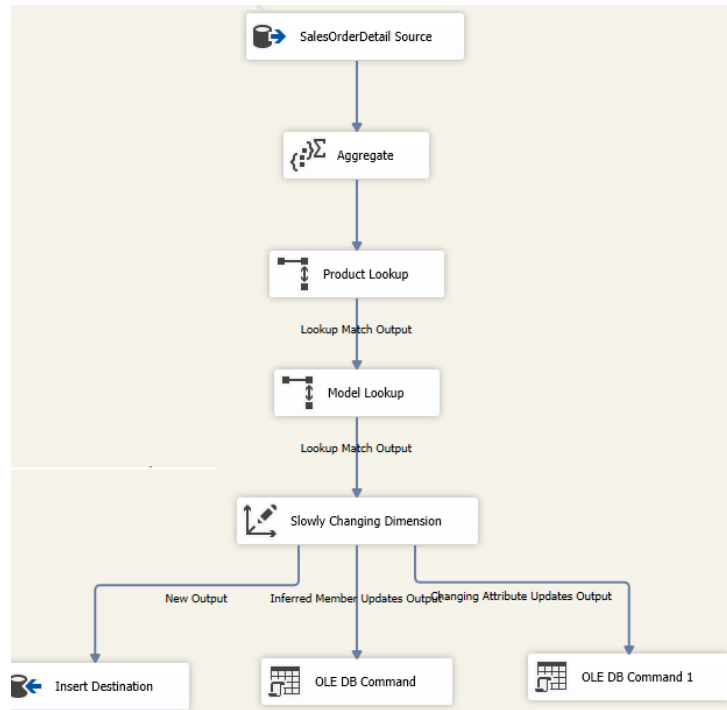 SalesOrderDetail Source
Aggregate
Product Lookup
Lookup Match Output
Model Lookup
Lookup Match Output
Slowly Changing Dimension
New Output
Inferred Member Updates Output
Changing Attribute Updates Output
Insert Destination
OLE DB Command
OLE DB Command 1